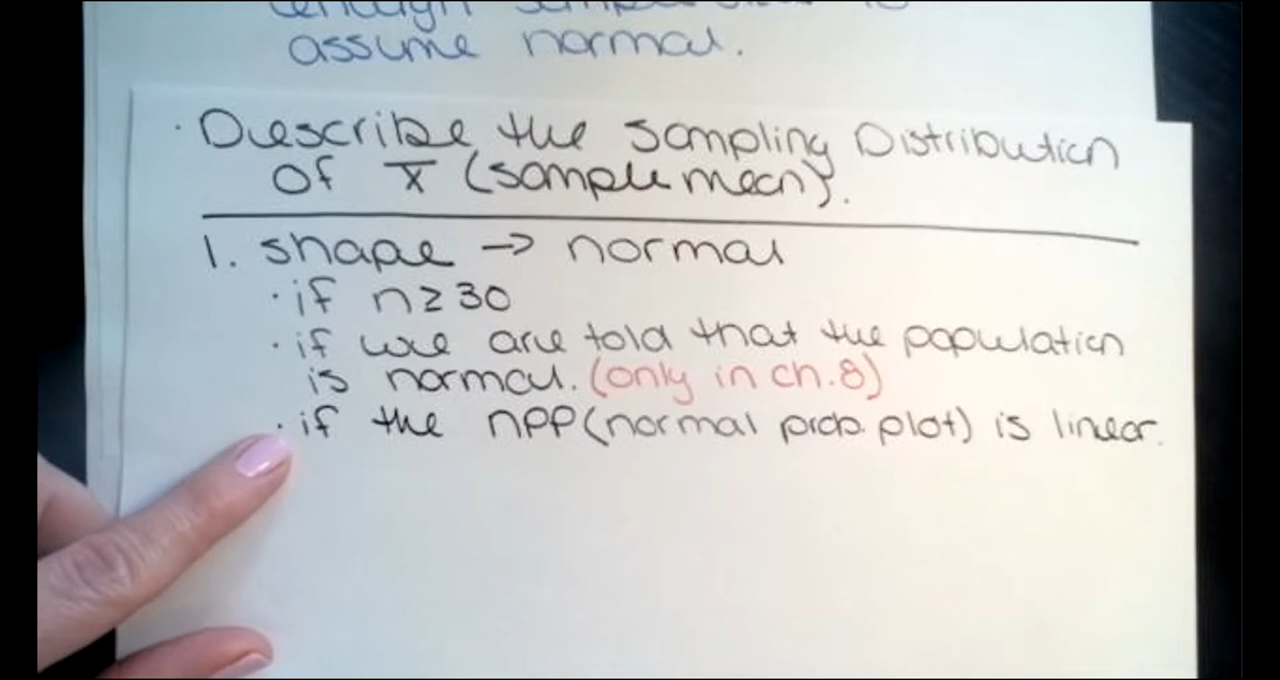 assume normal.
· Describe the Sampling Distribution
of x̄ (sample mean).
1. shape → normal
· if n ≥ 30
· if we are told that the population
is normal. (only in ch. 8)
· if the npp (normal prob. plot) is linear.